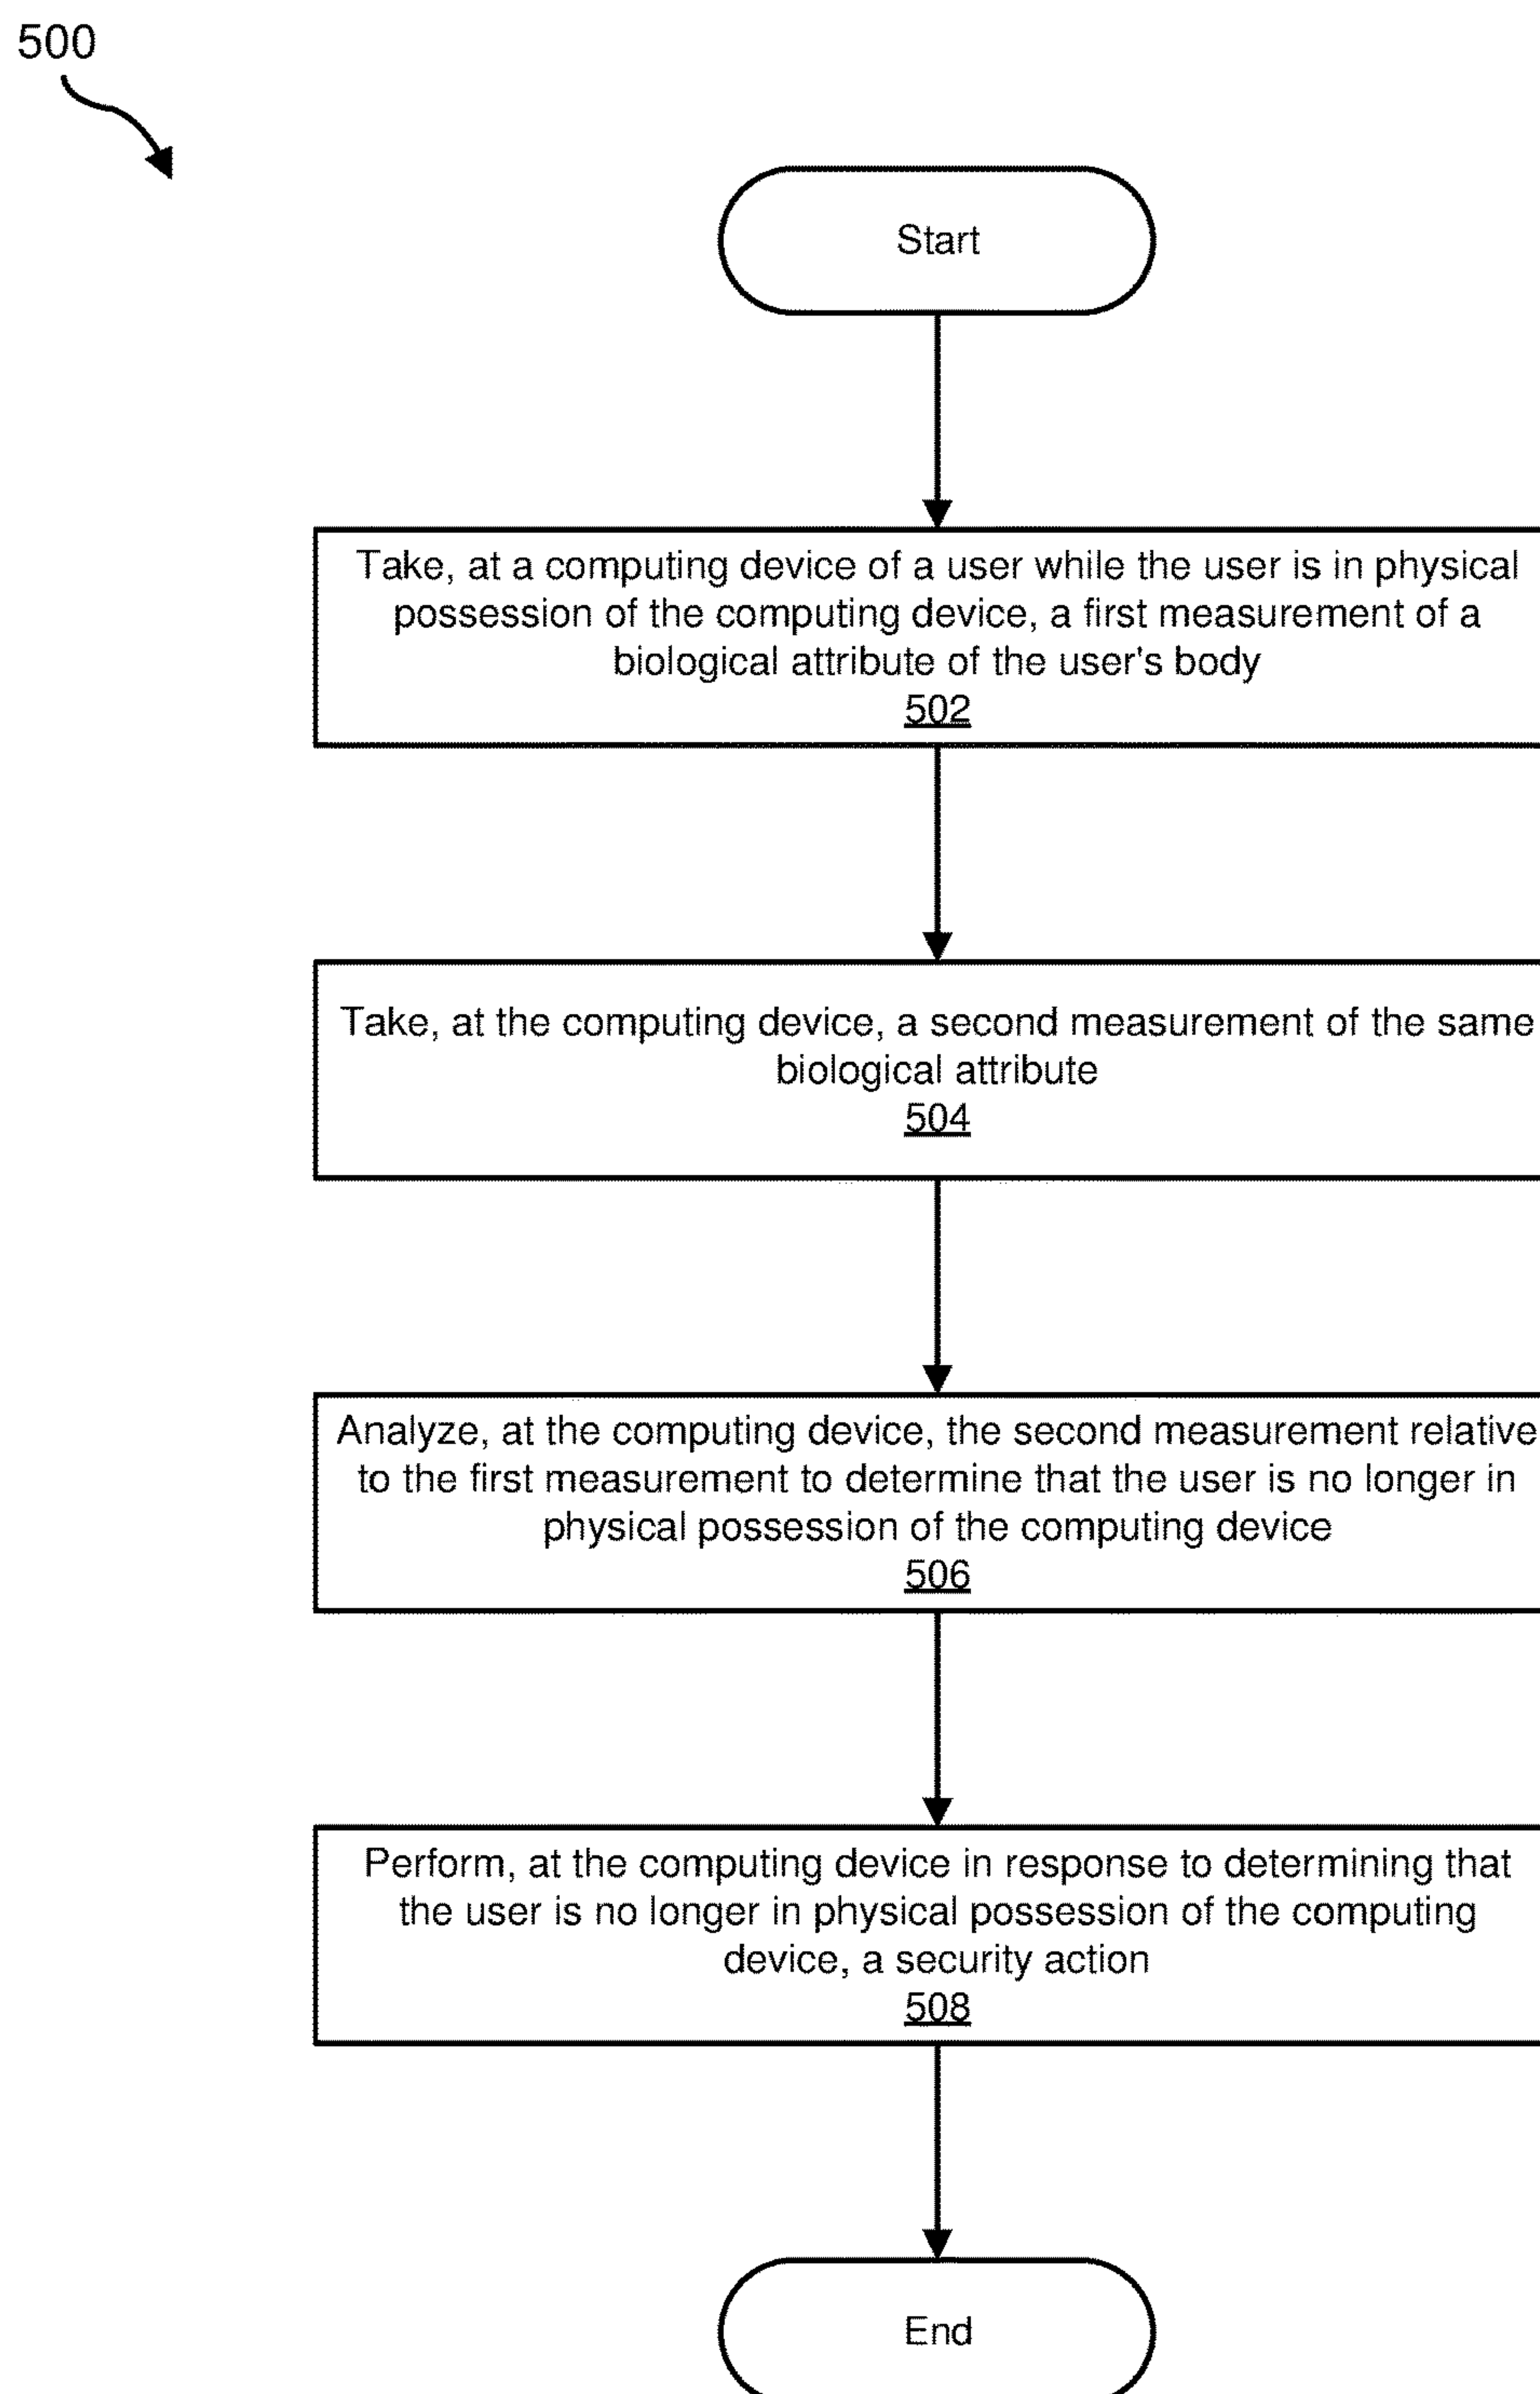 500
Start
Take, at a computing device of a user while the user is in physical
possession of the computing device, a first measurement of a
biological attribute of the user's body
502
Take, at the computing device, a second measurement of the same
biological attribute
504
Analyze, at the computing device, the second measurement relative
to the first measurement to determine that the user is no longer in
physical possession of the computing device
506
Perform, at the computing device in response to determining that
the user is no longer in physical possession of the computing
device, a security action
508
End